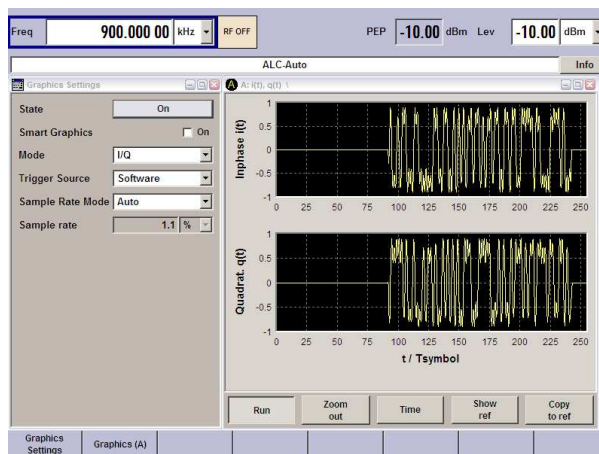 Freq 900.000 00 kHz RF OFF PEP -10.00 dBm Lev -10.00 dBm
ALC-Auto Info
Graphics Settings
State On
Smart Graphics On
Mode I/Q
Trigger Source Software
Sample Rate Mode Auto
Sample rate 1.1 %
A A: i(t), q(t) \
Inphase i(t)
1
0.5
0
-0.5
-1
0 25 50 75 100 125 150 175 200 225 250
Quadrat. q(t)
1
0.5
0
-0.5
-1
0 25 50 75 100 125 150 175 200 225 250
t / Tsymbol
Run Zoom out Time Show ref Copy to ref
Graphics Settings Graphics (A)